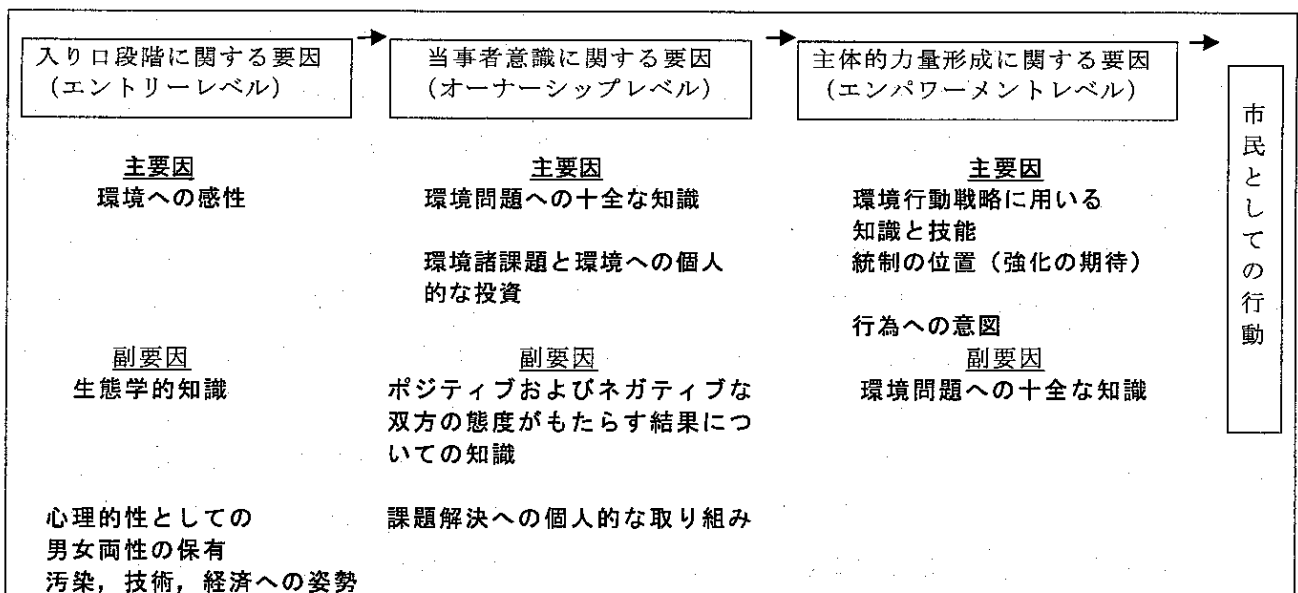 入り口段階に関する要因
(エントリーレベル)
主要因
環境への感性
副要因
生態学的知識
心理的性としての
男女両性の保有
汚染，技術，経済への姿勢
当事者意識に関する要因
(オーナーシップレベル)
主要因
環境問題への十全な知識
環境諸課題と環境への個人
的な投資
副要因
ポジティブおよびネガティブな
双方の態度がもたらす結果につ
いての知識
課題解決への個人的な取り組み
主体的力量形成に関する要因
(エンパワーメントレベル)
主要因
環境行動戦略に用いる
知識と技能
統制の位置（強化の期待）
行為への意図
副要因
環境問題への十全な知識
市民としての行動